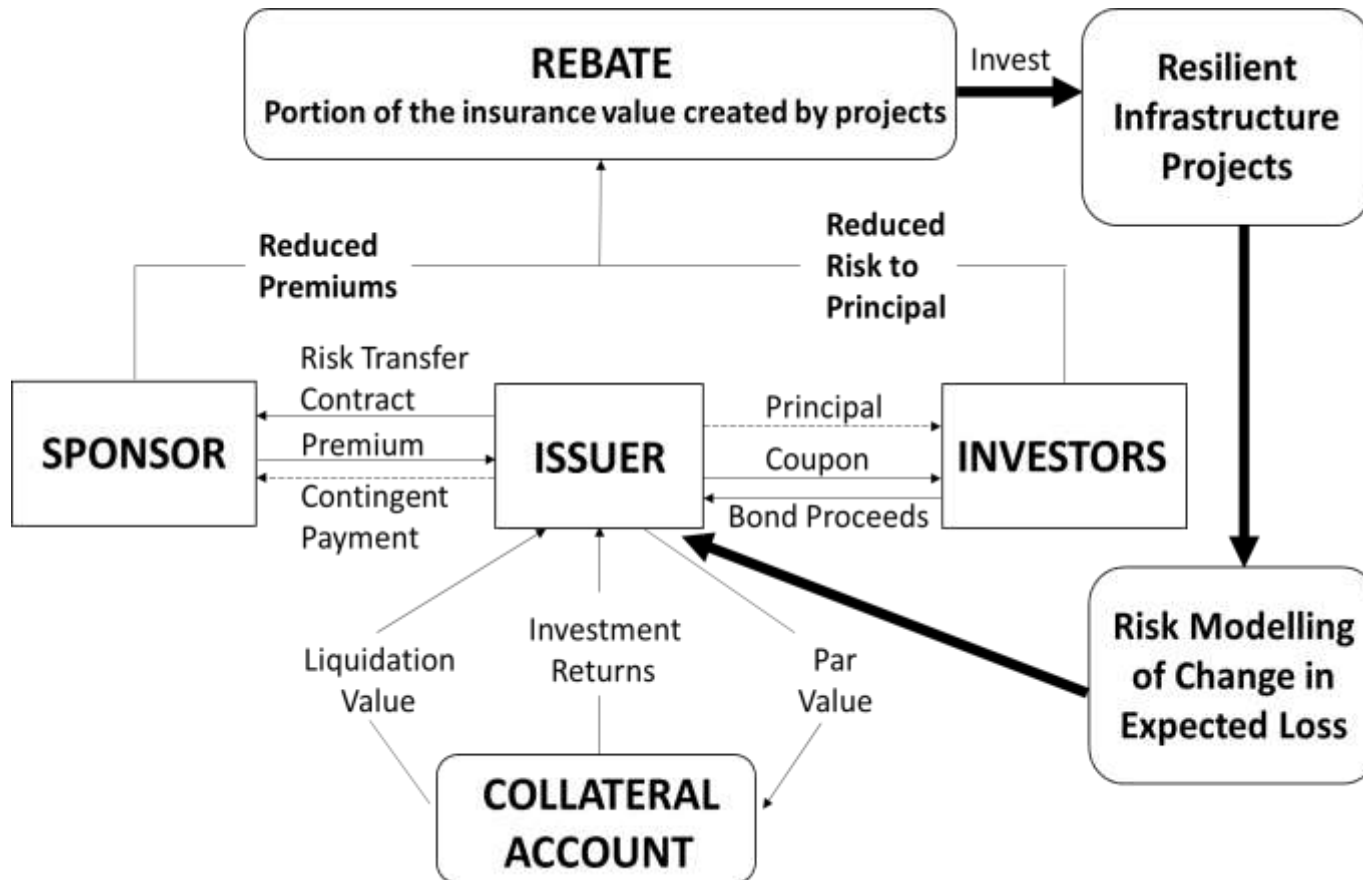 REBATE
Portion of the insurance value created by projects
Invest
Resilient
Infrastructure
Projects
Reduced
Premiums
Reduced
Risk to
Principal
Risk Transfer
Contract
Premium
Contingent
Payment
SPONSOR
ISSUER
Principal
Coupon
Bond Proceeds
INVESTORS
Liquidation
Value
Investment
Returns
Par
Value
Risk Modelling
of Change in
Expected Loss
COLLATERAL
ACCOUNT